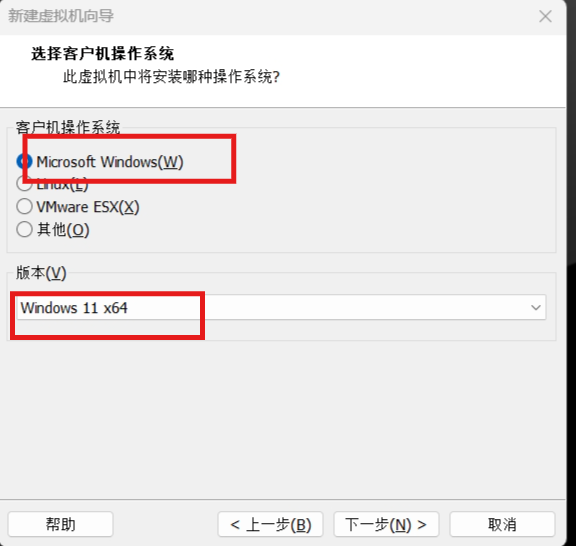 新建虚拟机向导
选择客户机操作系统
此虚拟机中将安装哪种操作系统?
客户机操作系统
Microsoft Windows(W)
Linux(L)
VMware ESX(X)
其他(O)
版本(V)
Windows 11 x64
帮助
< 上一步(B)
下一步(N) >
取消